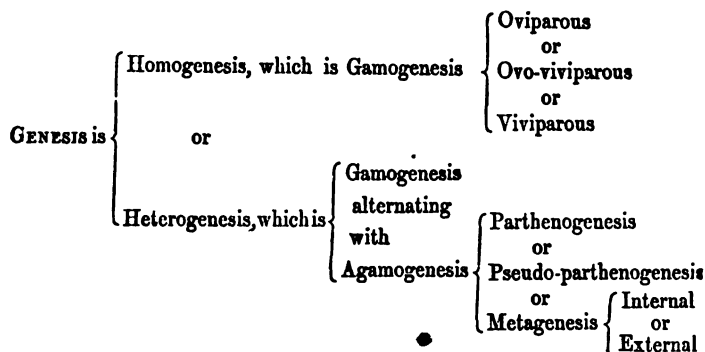 Oviparous
or
Homogenesis, which is Gamogenesis
Ovo-viviparous
or
Viviparous
GENESIS is
or
Gamogenesis
alternating
Heterogenesis, which is
with
Parthenogenesis
or
Agamogenesis
Pseudo-parthenogenesis
or
Internal
Metagenesis
or
External